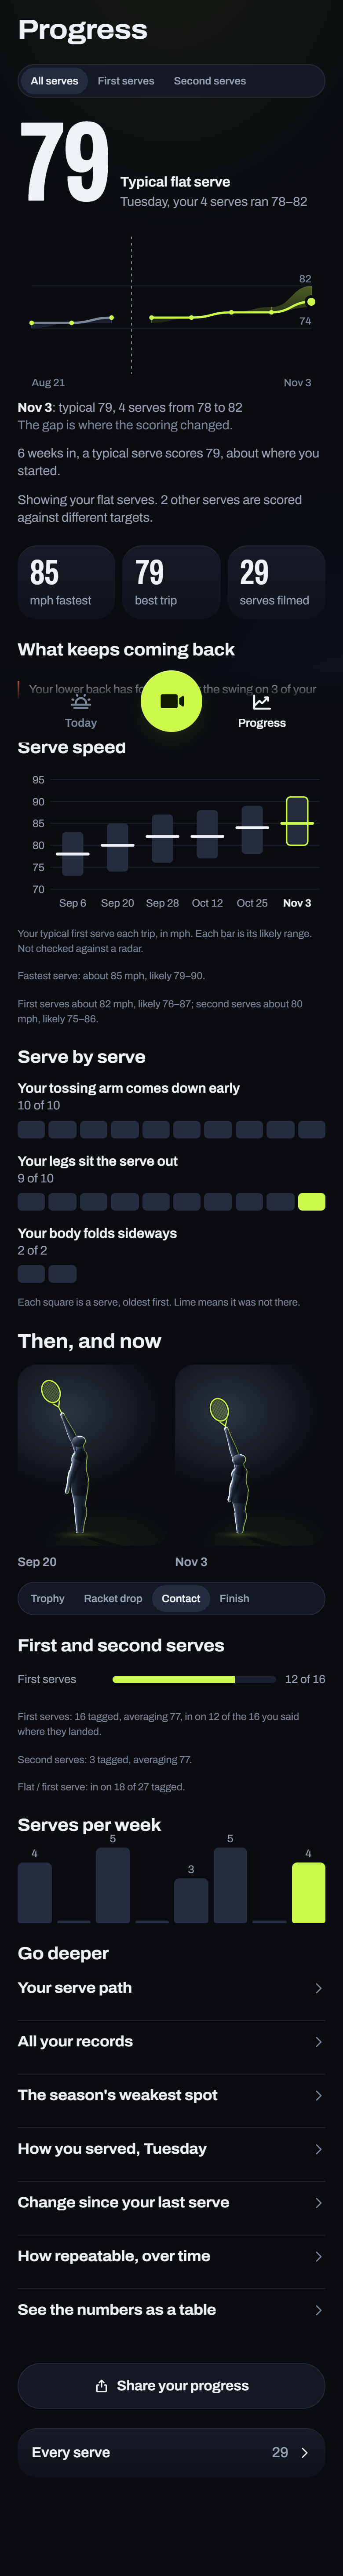 Progress
All serves
First serves
Second serves
79
Typical flat serve
Tuesday, your 4 serves ran 78–82
82
74
Aug 21
Nov 3
Nov 3: typical 79, 4 serves from 78 to 82
The gap is where the scoring changed.
6 weeks in, a typical serve scores 79, about where you
started.
Showing your flat serves. 2 other serves are scored
against different targets.
85
mph fastest
79
best trip
29
serves filmed
What keeps coming back
Your lower back has
the swing on 3 of your
Today
Progress
Serve speed
95
90
85
80
75
70
Sep 6
Sep 20
Sep 28
Oct 12
Oct 25
Nov 3
Your typical first serve each trip, in mph. Each bar is its likely range.
Not checked against a radar.
Fastest serve: about 85 mph, likely 79–90.
First serves about 82 mph, likely 76–87; second serves about 80
mph, likely 75–86.
Serve by serve
Your tossing arm comes down early
10 of 10
Your legs sit the serve out
9 of 10
Your body folds sideways
2 of 2
Each square is a serve, oldest first. Lime means it was not there.
Then, and now
Sep 20
Nov 3
Trophy
Racket drop
Contact
Finish
First and second serves
First serves
12 of 16
First serves: 16 tagged, averaging 77, in on 12 of the 16 you said
where they landed.
Second serves: 3 tagged, averaging 77.
Flat / first serve: in on 18 of 27 tagged.
Serves per week
4
5
3
5
4
Go deeper
Your serve path
All your records
The season's weakest spot
How you served, Tuesday
Change since your last serve
How repeatable, over time
See the numbers as a table
Share your progress
Every serve
29